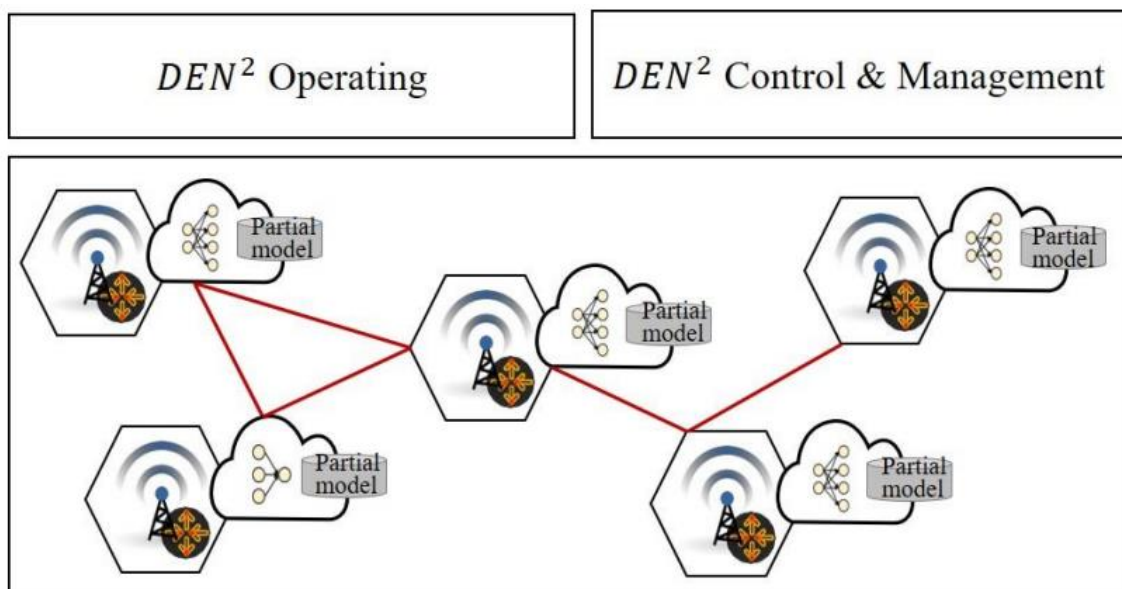 DEN² Operating
DEN² Control & Management
Partial
model
Partial
model
Partial
model
Partial
model
Partial
model